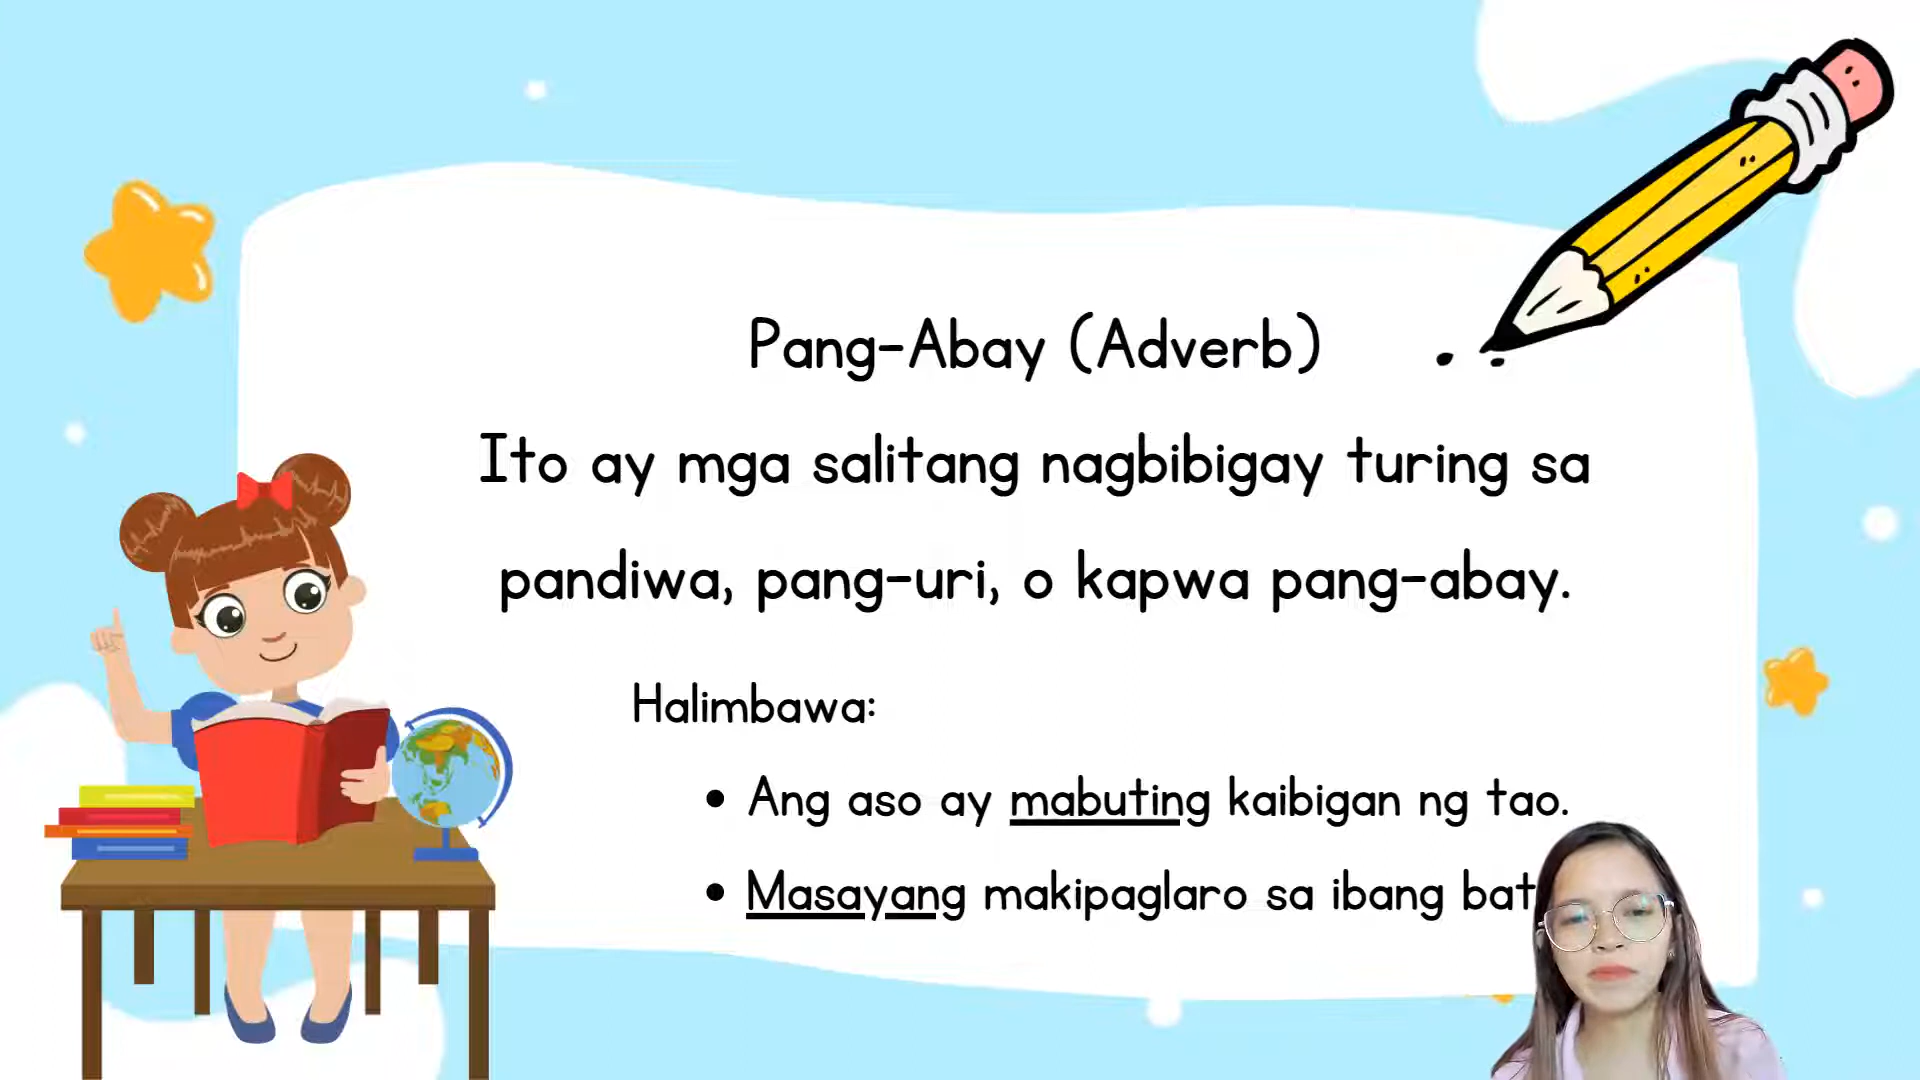 Pang-Abay (Adverb)
Ito ay mga salitang nagbibigay turing sa
pandiwa, pang-uri, o kapwa pang-abay.
Halimbawa:
• Ang aso ay mabuting kaibigan ng tao.
• Masayang makipaglaro sa ibang